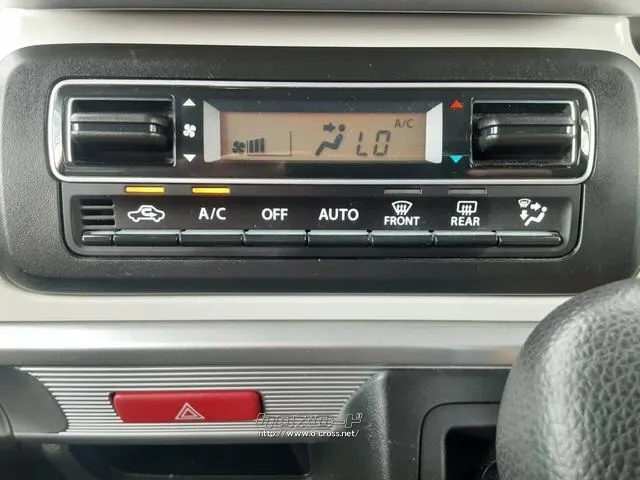 A/C
LO
A/C
OFF
AUTO
FRONT
REAR
http://www.o-cross.net/